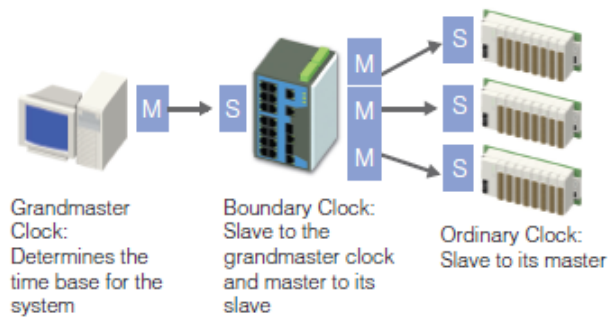 M
S
M
M
M
S
S
S
Grandmaster
Clock:
Determines the
time base for the
system
Boundary Clock:
Slave to the
grandmaster clock
and master to its
slave
Ordinary Clock:
Slave to its master